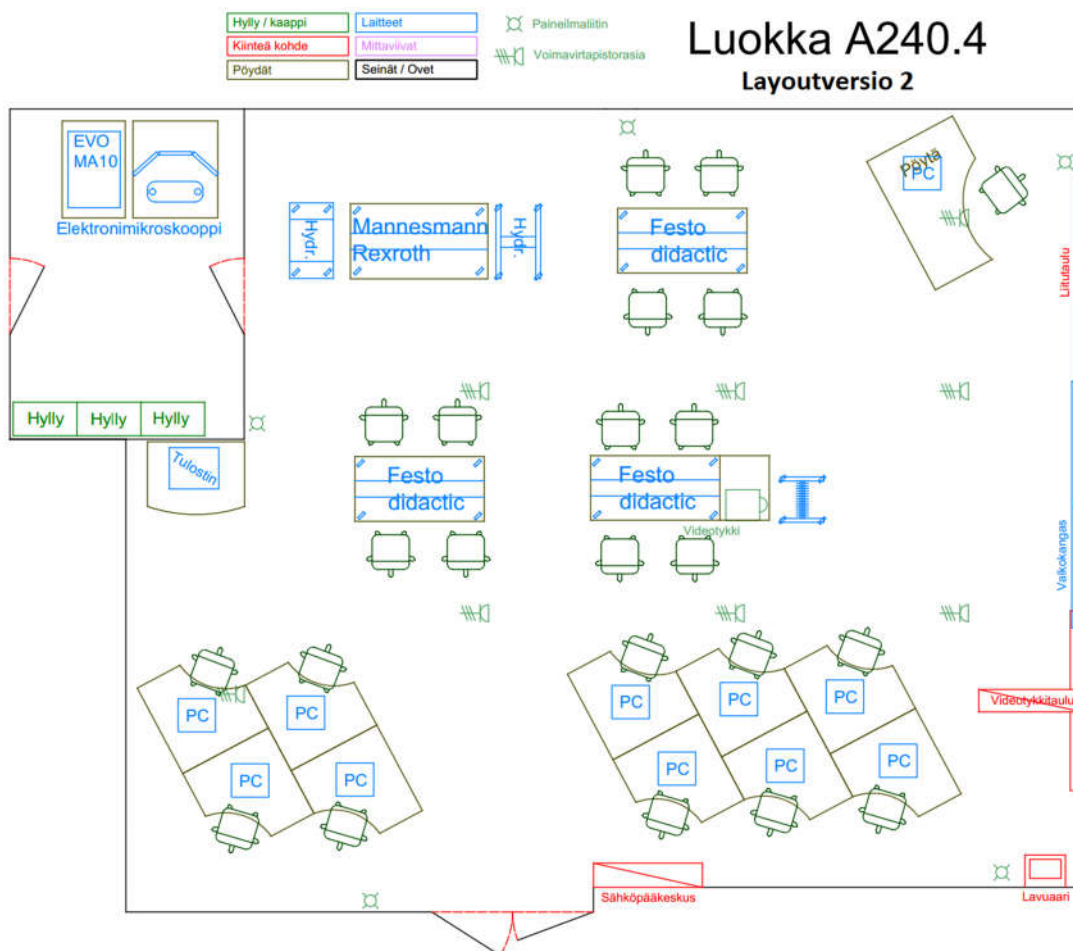 Hylly / kaappi
Laitteet
Kiinteä kohde
Mittaviivat
Pöydät
Seinät / Ovet
Paineilmaliitin
Voimavirtapistorasia
Luokka A240.4
Layoutversio 2
EVO
MA10
Elektronimikroskooppi
Hydr.
Mannesmann
Rexroth
Hydr.
Festo
didactic
Pöytä
PC
Liitutaulu
Hylly
Hylly
Hylly
Tulostin
Festo
didactic
Festo
didactic
Videotykki
Valkokangas
PC
PC
PC
PC
PC
PC
PC
PC
PC
PC
Videotykkitaulu
Sähköpääkeskus
Lavuaari